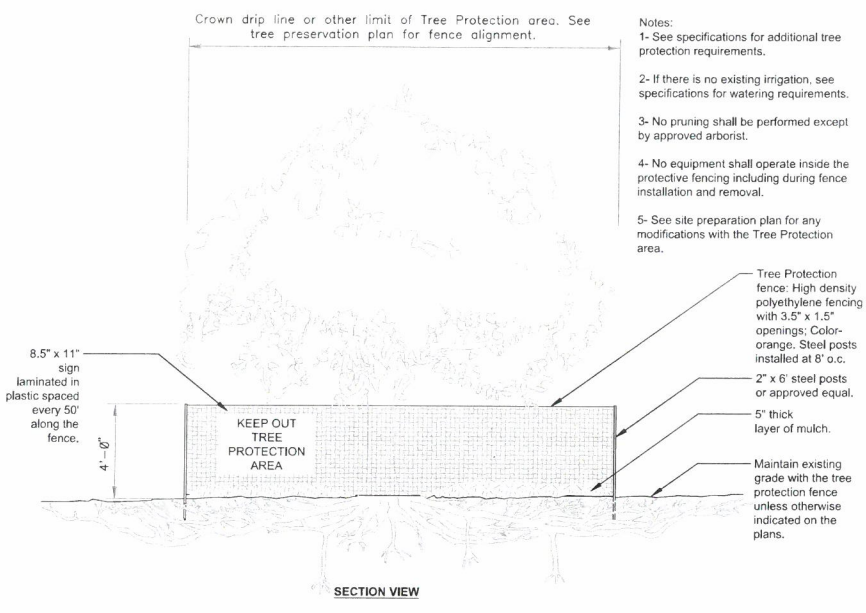 Crown drip line or other limit of Tree Protection area. See
tree preservation plan for fence alignment.
Notes:
1- See specifications for additional tree
protection requirements.
2- If there is no existing irrigation, see
specifications for watering requirements.
3- No pruning shall be performed except
by approved arborist.
4- No equipment shall operate inside the
protective fencing including during fence
installation and removal.
5- See site preparation plan for any
modifications with the Tree Protection
area.
Tree Protection
fence: High density
polyethylene fencing
with 3.5" x 1.5"
openings; Color-
orange. Steel posts
installed at 8' o.c.
2" x 6' steel posts
or approved equal.
5" thick
layer of mulch.
Maintain existing
grade with the tree
protection fence
unless otherwise
indicated on the
plans.
8.5" x 11"
sign
laminated in
plastic spaced
every 50'
along the
fence.
4'-0"
KEEP OUT
TREE
PROTECTION
AREA
SECTION VIEW